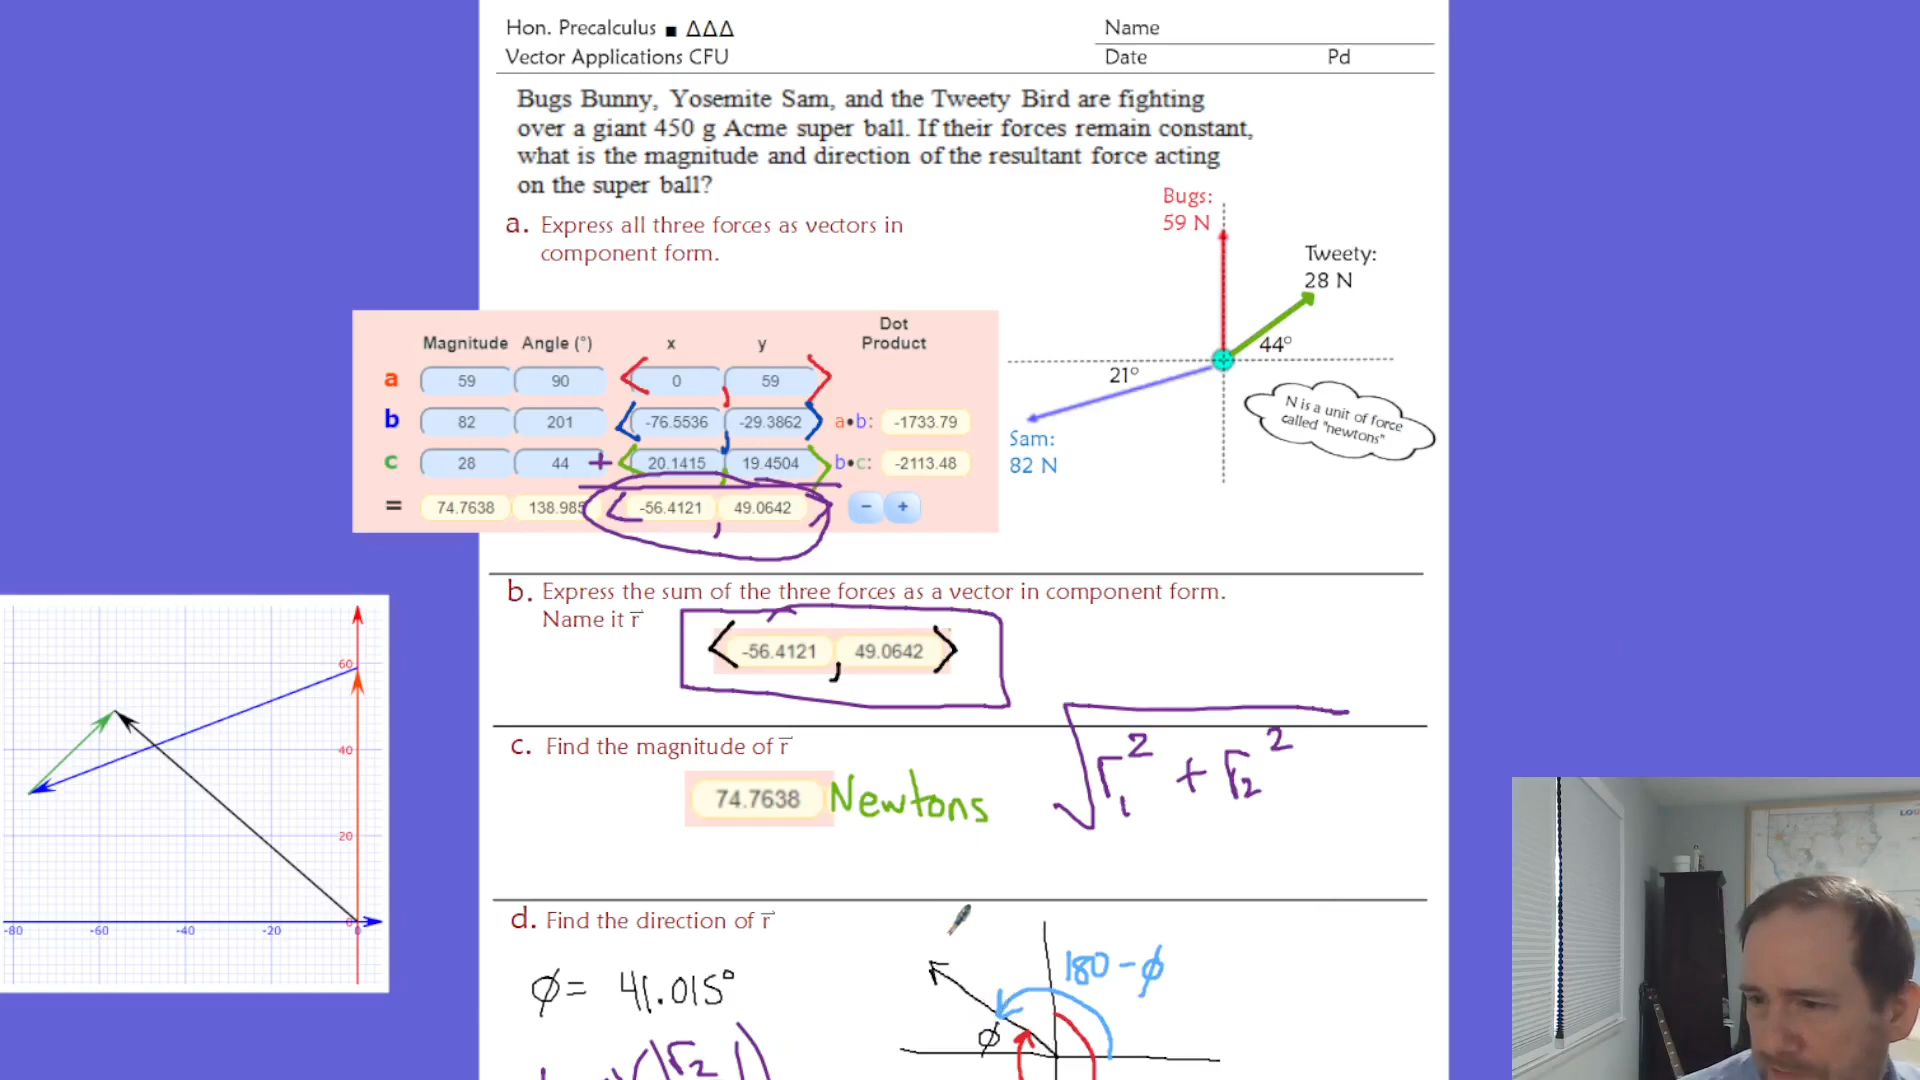 Hon. Precalculus ■ ΔΔΔ
Name
Vector Applications CFU
Date Pd
Bugs Bunny, Yosemite Sam, and the Tweety Bird are fighting
over a giant 450 g Acme super ball. If their forces remain constant,
what is the magnitude and direction of the resultant force acting
on the super ball?
a. Express all three forces as vectors in
component form.
Bugs:
59 N
Tweety:
28 N
44°
21°
Sam:
82 N
N is a unit of force
called "newtons"
Magnitude Angle (°) x y Dot
Product
a 59 90 < 0 , 59 >
b 82 201 < -76.5536 , -29.3862 > a•b: -1733.79
c 28 44 + < 20.1415 , 19.4504 > b•c: -2113.48
= 74.7638 138.985 < -56.4121 , 49.0642 > − +
b. Express the sum of the three forces as a vector in component form.
Name it r⃗
< -56.4121 , 49.0642 >
c. Find the magnitude of r⃗
74.7638 Newtons
√ r₁² + r₂²
d. Find the direction of r⃗
ϕ = 41.015°
180 - ϕ
ϕ
60
40
20
0
-80 -60 -40 -20 0